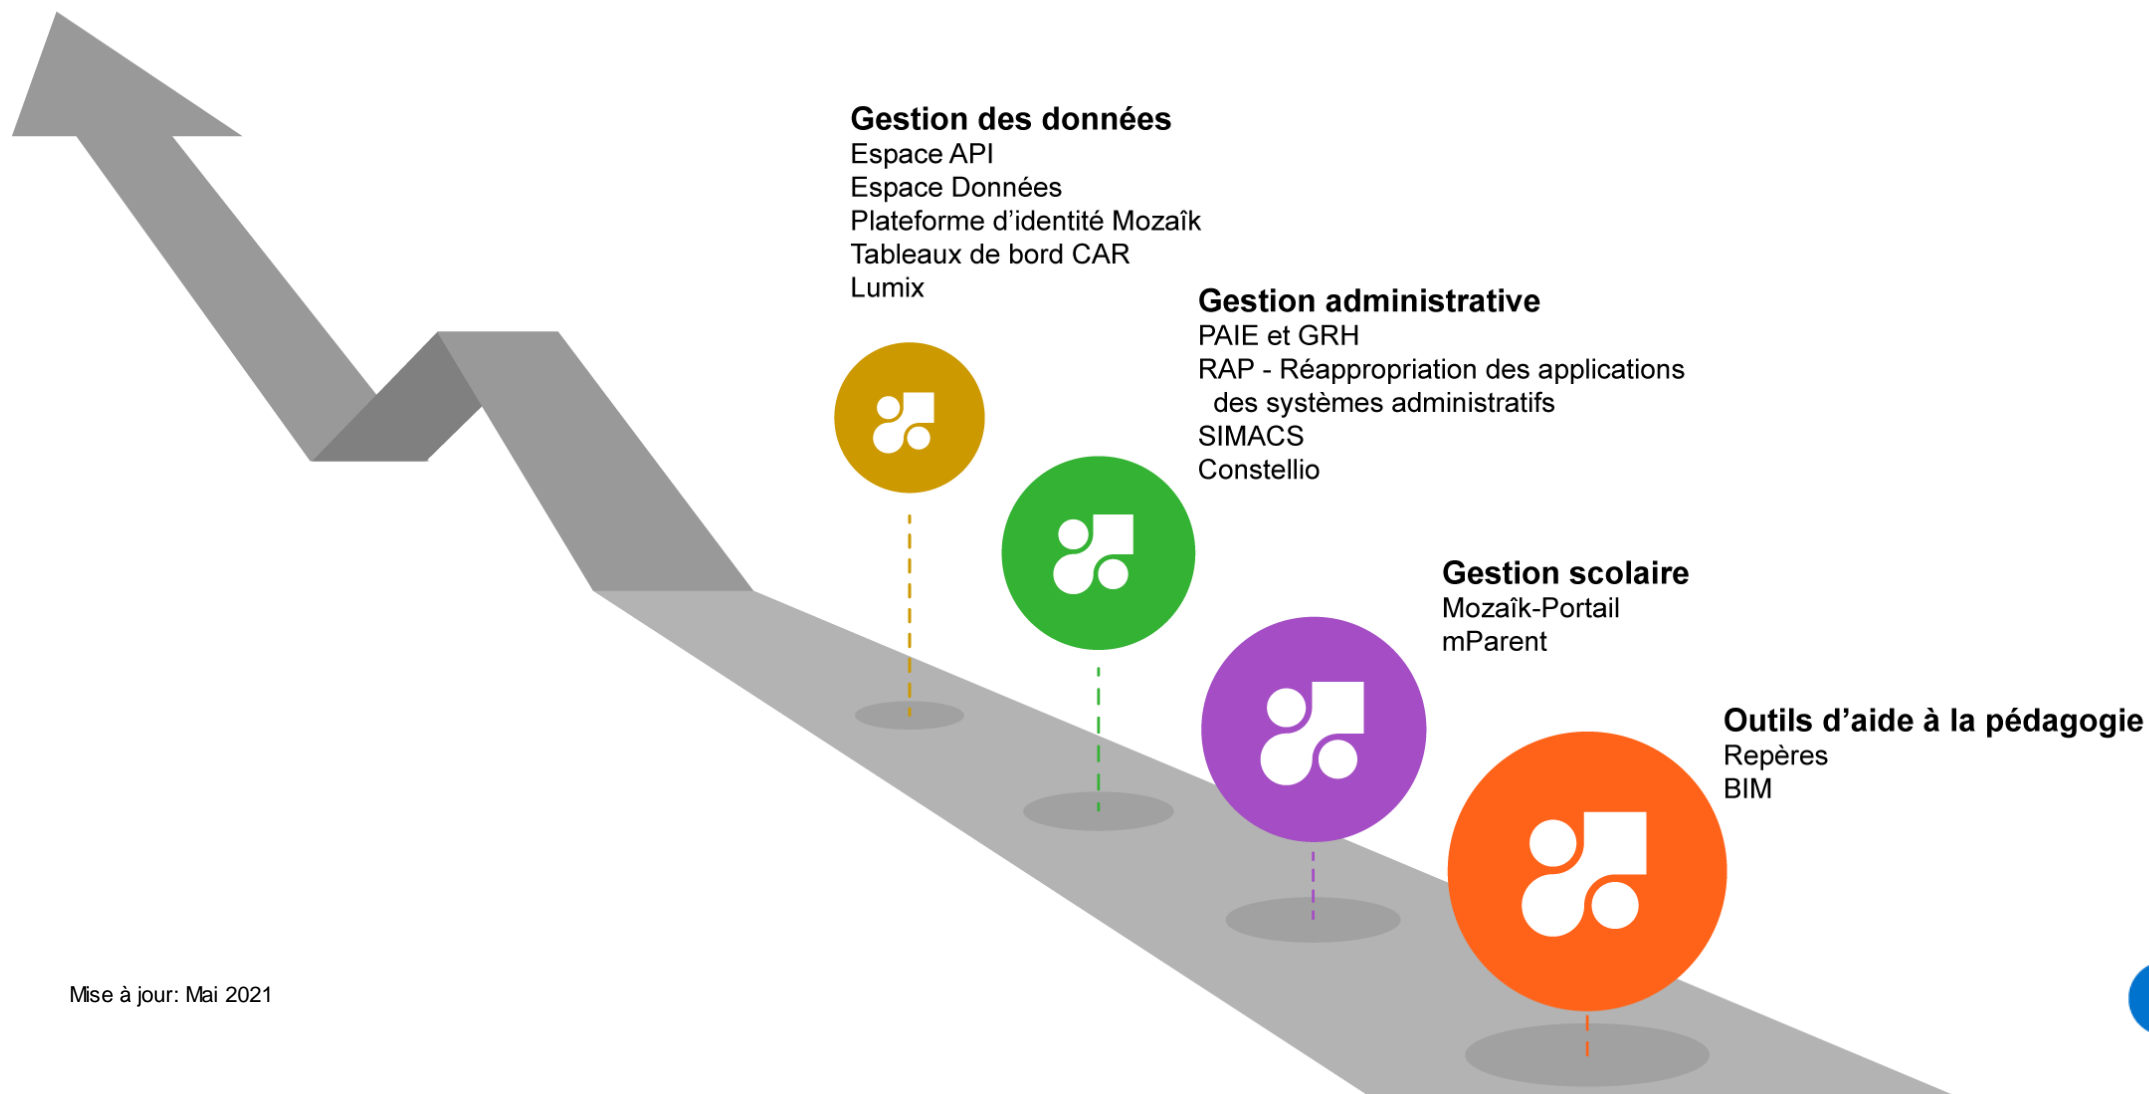 Gestion des données
Espace API
Espace Données
Plateforme d’identité Mozaîk
Tableaux de bord CAR
Lumix
Gestion administrative
PAIE et GRH
RAP - Réappropriation des applications
des systèmes administratifs
SIMACS
Constellio
Gestion scolaire
Mozaîk-Portail
mParent
Outils d’aide à la pédagogie
Repères
BIM
Mise à jour: Mai 2021